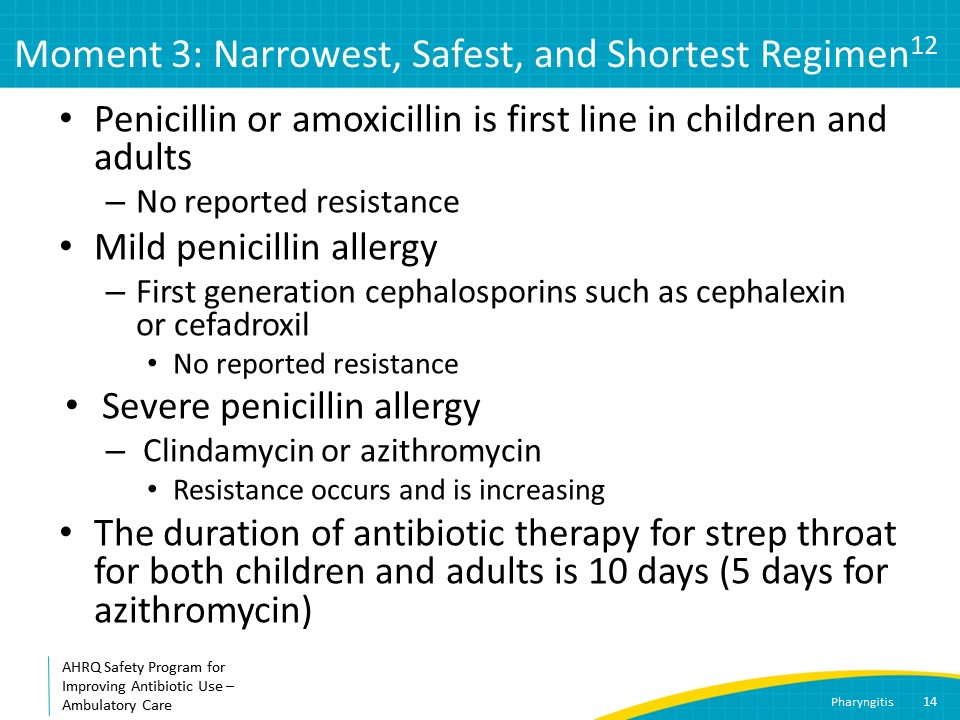 Moment 3: Narrowest, Safest, and Shortest Regimen12
• Penicillin or amoxicillin is first line in children and
adults
– No reported resistance
• Mild penicillin allergy
– First generation cephalosporins such as cephalexin
or cefadroxil
• No reported resistance
• Severe penicillin allergy
– Clindamycin or azithromycin
• Resistance occurs and is increasing
• The duration of antibiotic therapy for strep throat
for both children and adults is 10 days (5 days for
azithromycin)
AHRQ Safety Program for
Improving Antibiotic Use –
Ambulatory Care
Pharyngitis 14